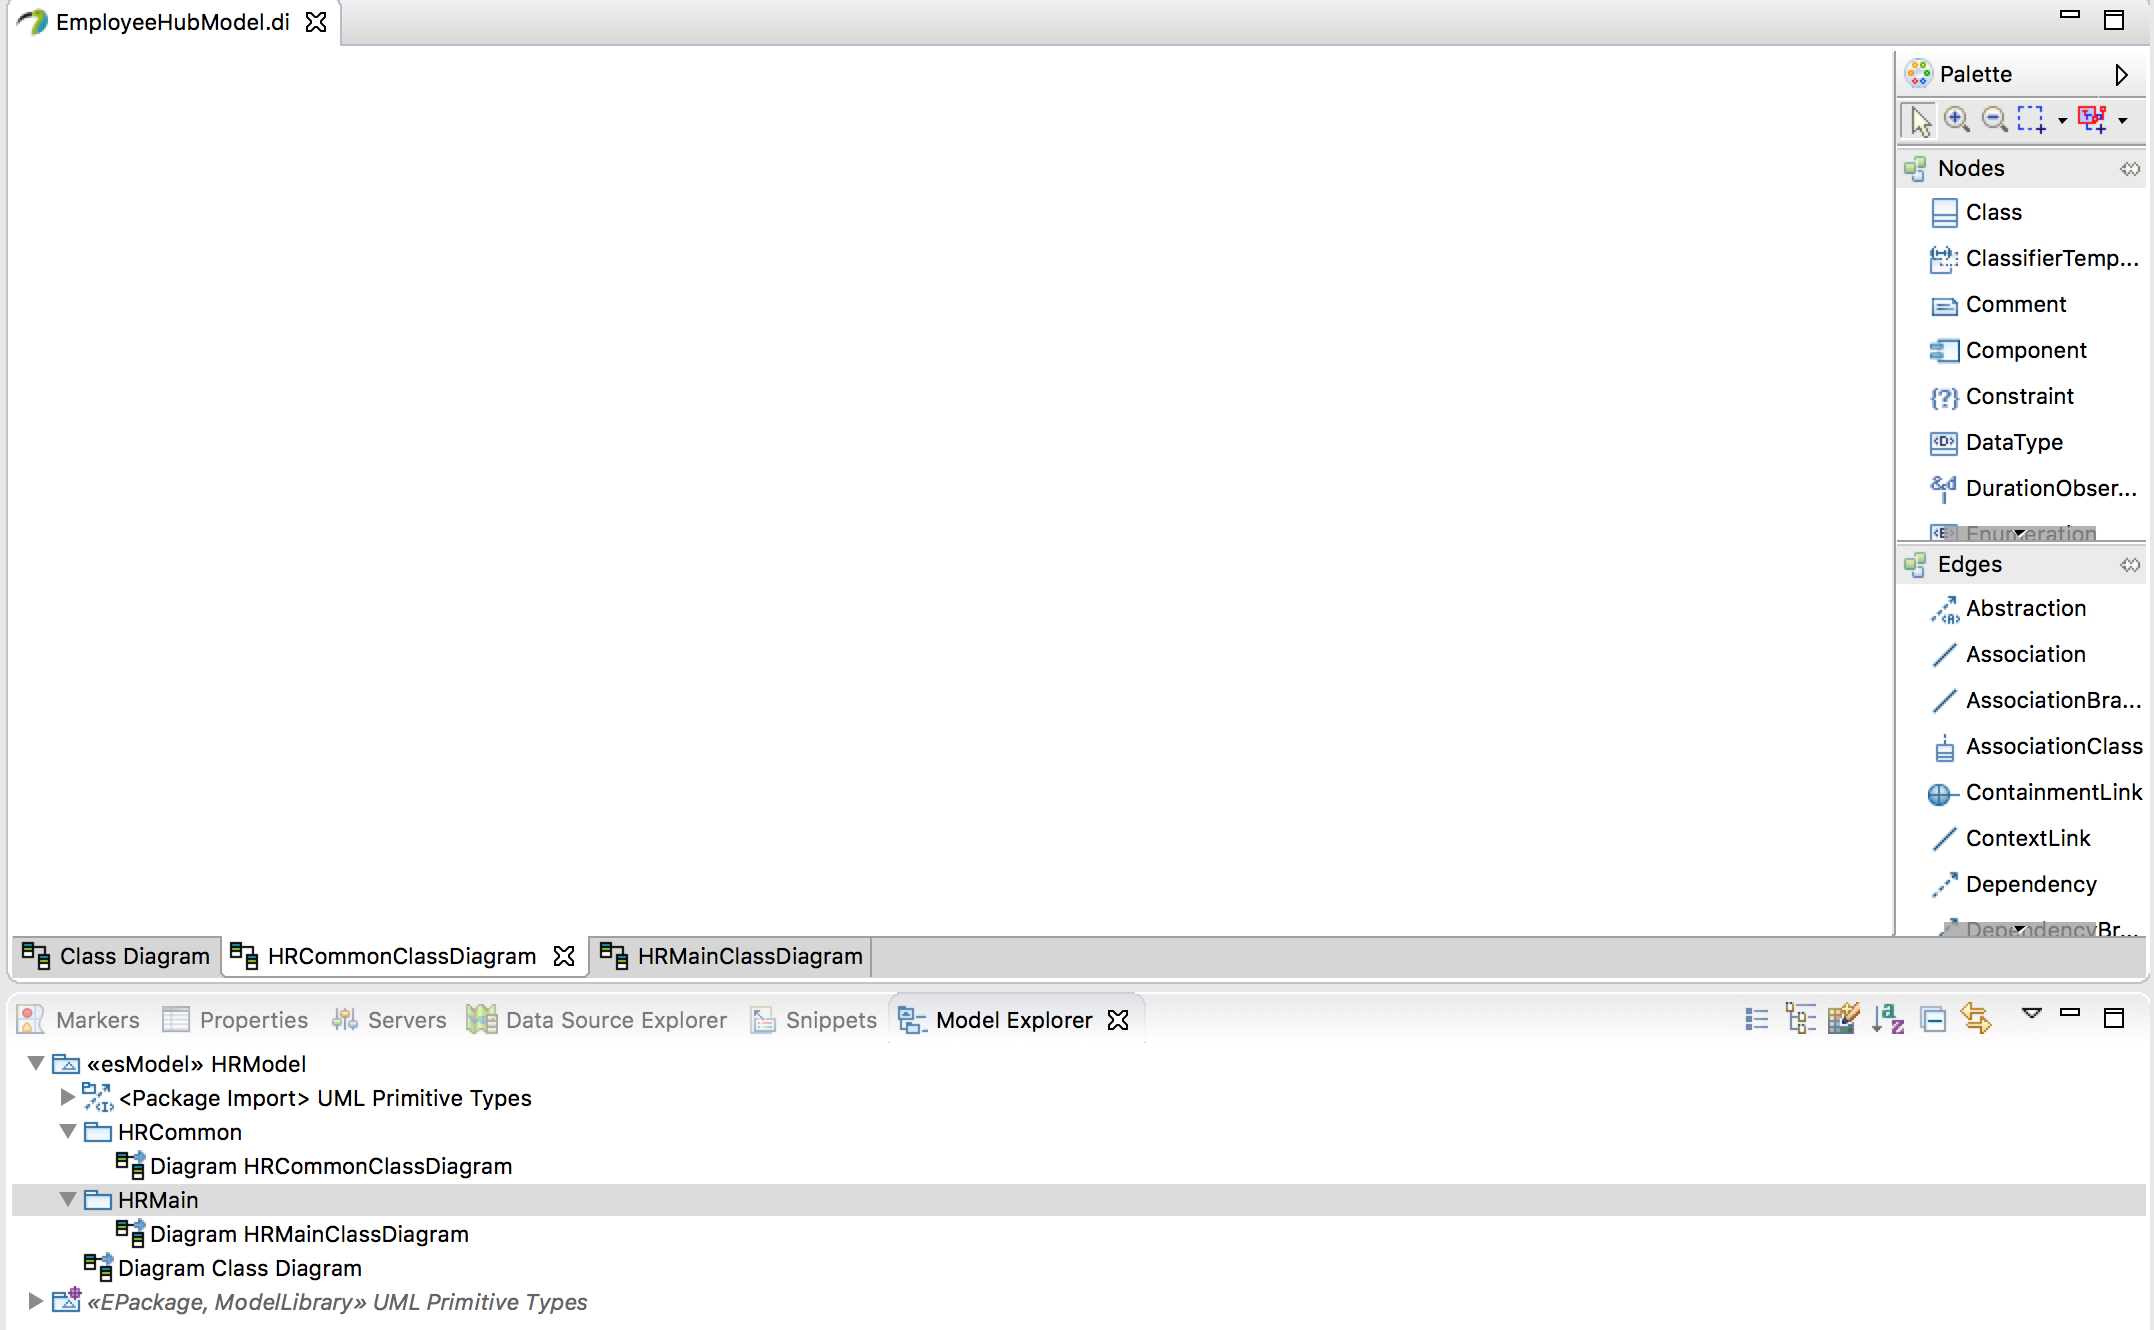 EmployeeHubModel.di
Palette
Nodes
Class
ClassifierTemp...
Comment
Component
Constraint
DataType
DurationObser...
Enumeration
Edges
Abstraction
Association
AssociationBra...
AssociationClass
ContainmentLink
ContextLink
Dependency
DependencyBr...
Class Diagram HRCommonClassDiagram HRMainClassDiagram
Markers Properties Servers Data Source Explorer Snippets Model Explorer
«esModel» HRModel
<Package Import> UML Primitive Types
HRCommon
Diagram HRCommonClassDiagram
HRMain
Diagram HRMainClassDiagram
Diagram Class Diagram
«EPackage, ModelLibrary» UML Primitive Types